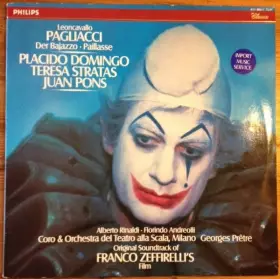 PHILIPS
Leoncavallo
PAGLIACCI
Der Bajazzo · Paillasse
PLACIDO DOMINGO
TERESA STRATAS
JUAN PONS
IMPORT
MUSIC
SERVICE
Alberto Rinaldi · Florindo Andreolli
Coro & Orchestra del Teatro alla Scala, Milano Georges Prêtre
Original Soundtrack of
FRANCO ZEFFIRELLI'S
Film